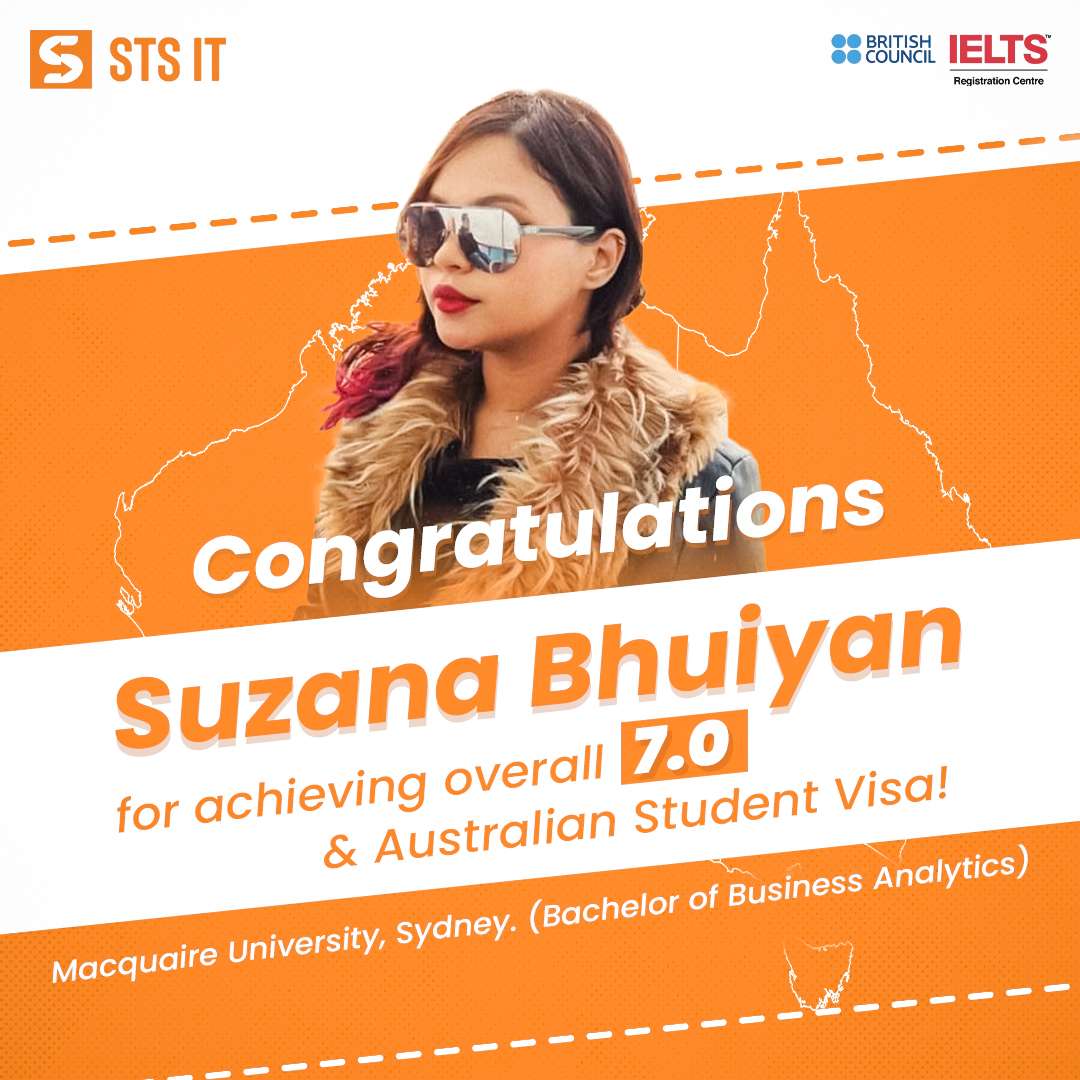 STS IT
BRITISH
COUNCIL
IELTS™
Registration Centre
Congratulations
Suzana Bhuiyan
for achieving overall 7.0
& Australian Student Visa!
Macquaire University, Sydney. (Bachelor of Business Analytics)